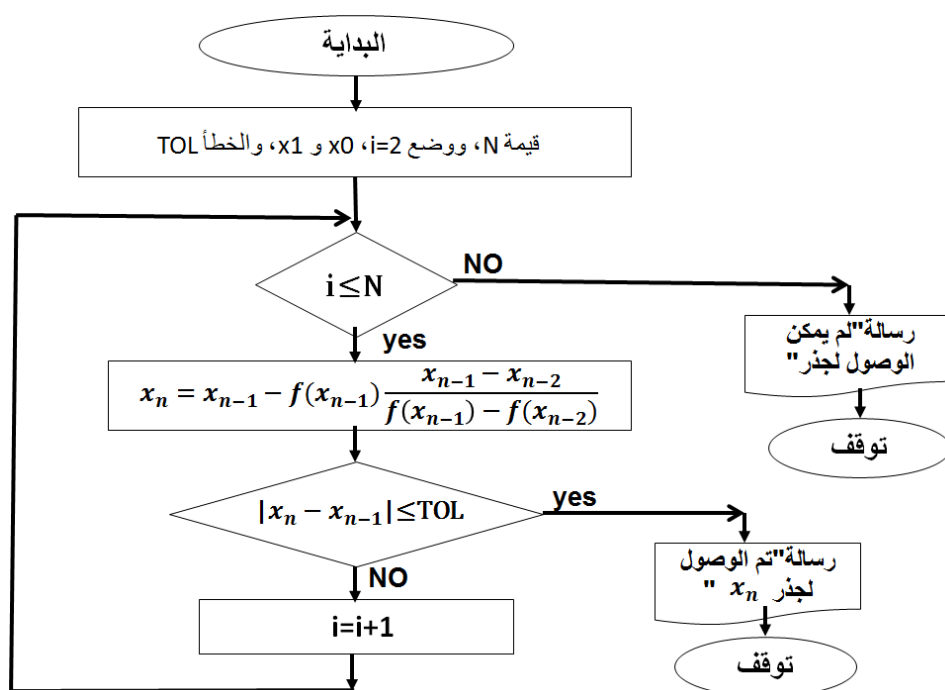 البداية
قيمة N، ووضع i=2، x0 و x1، والخطأ TOL
i≤N
NO
yes
رسالة"لم يمكن
الوصول لجذر"
توقف
x_n = x_{n-1} − f(x_{n-1}) (x_{n-1} − x_{n-2}) / (f(x_{n-1}) − f(x_{n-2}))
|x_n − x_{n-1}|≤TOL
yes
رسالة"تم الوصول
لجذر x_n "
توقف
NO
i=i+1